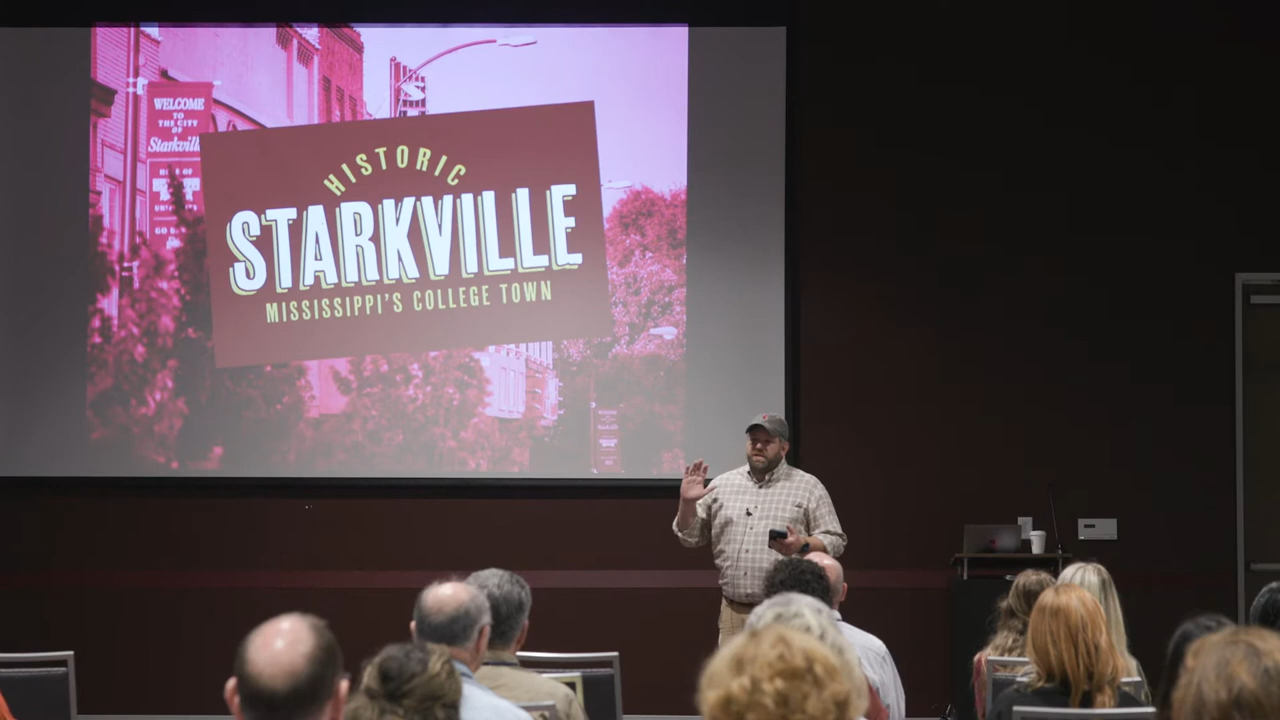 WELCOME
TO
THE CITY
OF
Starkville
HISTORIC
STARKVILLE
MISSISSIPPI'S COLLEGE TOWN